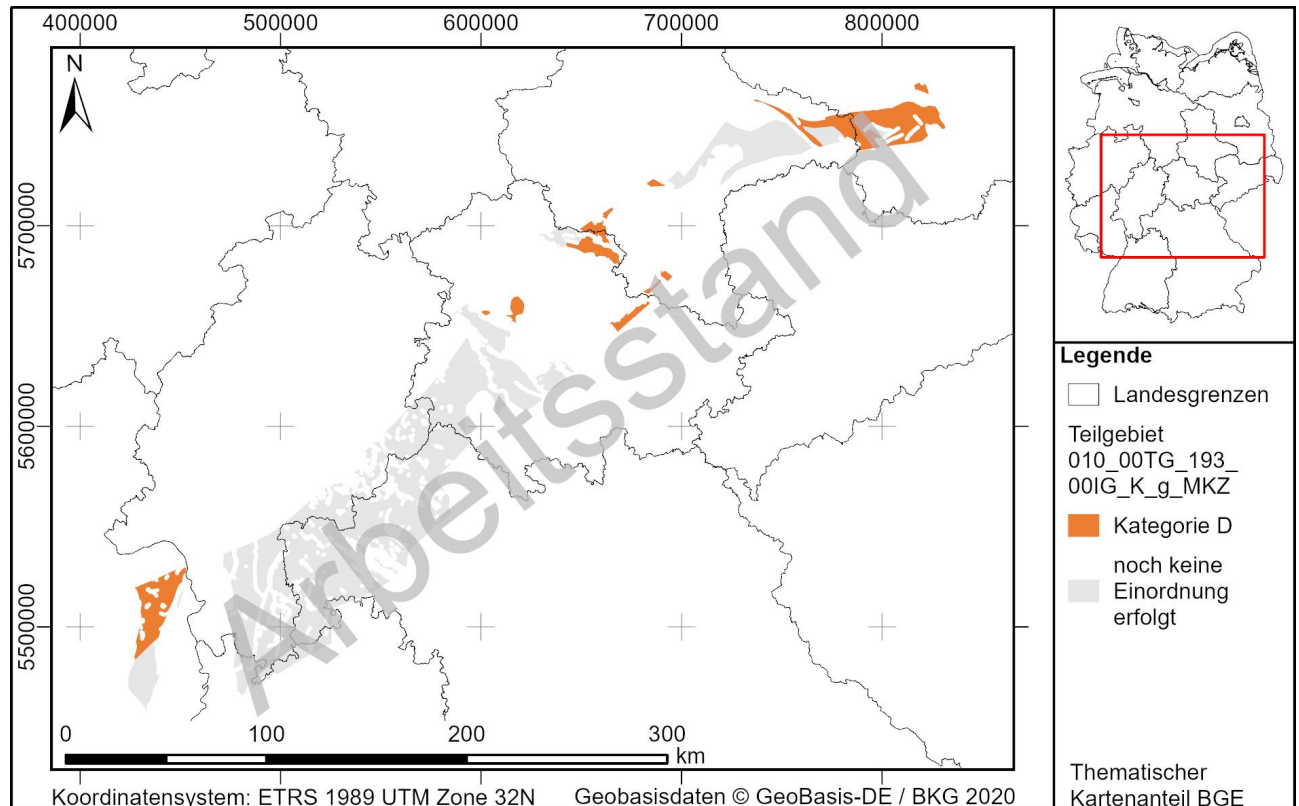 400000
500000
600000
700000
800000
N
5700000
5600000
5500000
Arbeitsstand
0
100
200
300
km
Koordinatensystem: ETRS 1989 UTM Zone 32N
Geobasisdaten © GeoBasis-DE / BKG 2020
Legende
Landesgrenzen
Teilgebiet
010_00TG_193_
00IG_K_g_MKZ
Kategorie D
noch keine
Einordnung
erfolgt
Thematischer
Kartenanteil BGE